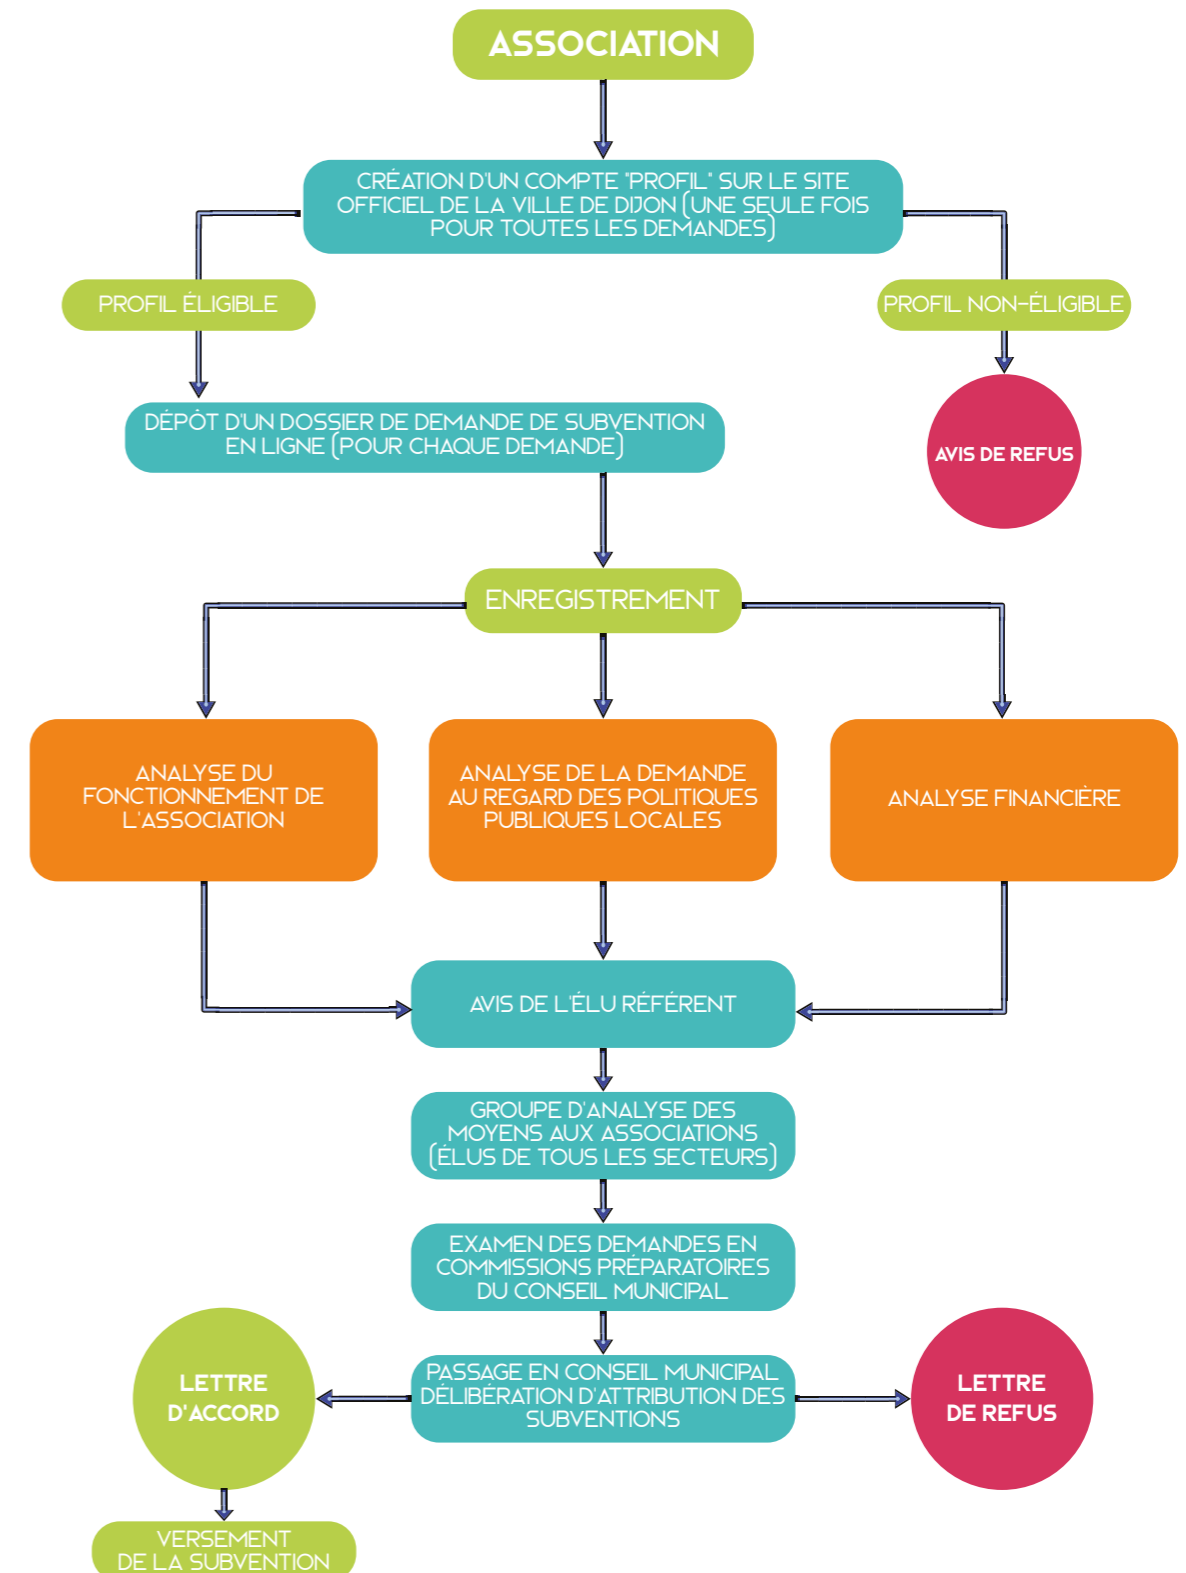 ASSOCIATION
CRÉATION D'UN COMPTE "PROFIL" SUR LE SITE
OFFICIEL DE LA VILLE DE DIJON (UNE SEULE FOIS
POUR TOUTES LES DEMANDES)
PROFIL ÉLIGIBLE
PROFIL NON-ÉLIGIBLE
DÉPÔT D'UN DOSSIER DE DEMANDE DE SUBVENTION
EN LIGNE (POUR CHAQUE DEMANDE)
AVIS DE REFUS
ENREGISTREMENT
ANALYSE DU
FONCTIONNEMENT DE
L'ASSOCIATION
ANALYSE DE LA DEMANDE
AU REGARD DES POLITIQUES
PUBLIQUES LOCALES
ANALYSE FINANCIÈRE
AVIS DE L'ÉLU RÉFÉRENT
GROUPE D'ANALYSE DES
MOYENS AUX ASSOCIATIONS
(ÉLUS DE TOUS LES SECTEURS)
EXAMEN DES DEMANDES EN
COMMISSIONS PRÉPARATOIRES
DU CONSEIL MUNICIPAL
PASSAGE EN CONSEIL MUNICIPAL
DÉLIBÉRATION D'ATTRIBUTION DES
SUBVENTIONS
LETTRE
D'ACCORD
LETTRE
DE REFUS
VERSEMENT
DE LA SUBVENTION